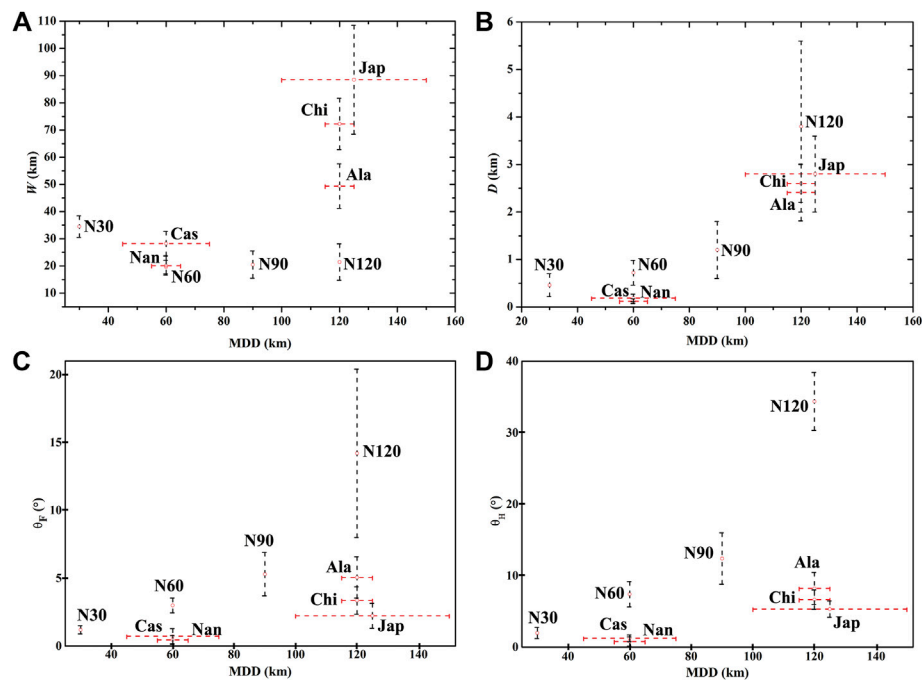 A
110
100
90
80
70
60
50
40
30
20
10
0
W (km)
Jap
Chi
Ala
N30
Cas
Nan
N60
N90
N120
20 40 60 80 100 120 140 160
MDD (km)
B
6
5
4
3
2
1
0
D (km)
N120
Jap
Chi
Ala
N90
N30
N60
Cas
Nan
20 40 60 80 100 120 140 160
MDD (km)
C
20
15
10
5
0
θF (°)
N120
N90
Ala
N60
Chi
N30
Cas
Nan
Jap
40 60 80 100 120 140
MDD (km)
D
40
30
20
10
0
θH (°)
N120
N90
Ala
N60
Chi
N30
Cas
Nan
Jap
40 60 80 100 120 140
MDD (km)